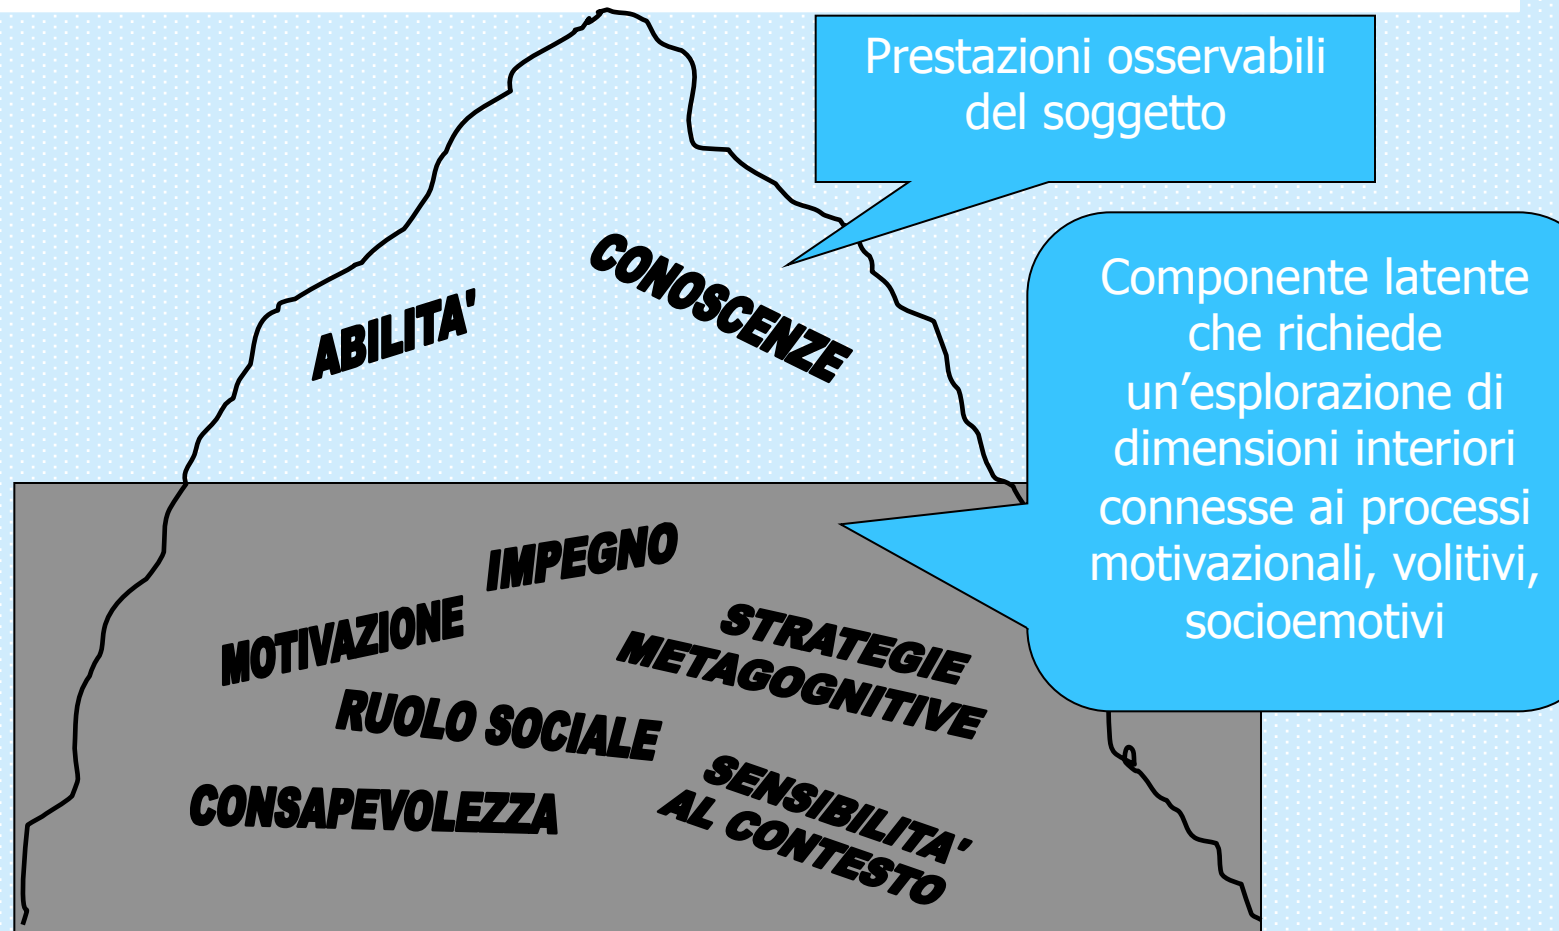 Prestazioni osservabili
del soggetto
CONOSCENZE
ABILITA'
Componente latente
che richiede
un’esplorazione di
dimensioni interiori
connesse ai processi
motivazionali, volitivi,
socioemotivi
IMPEGNO
MOTIVAZIONE
STRATEGIE
METAGOGNITIVE
RUOLO SOCIALE
CONSAPEVOLEZZA
SENSIBILITA'
AL CONTESTO